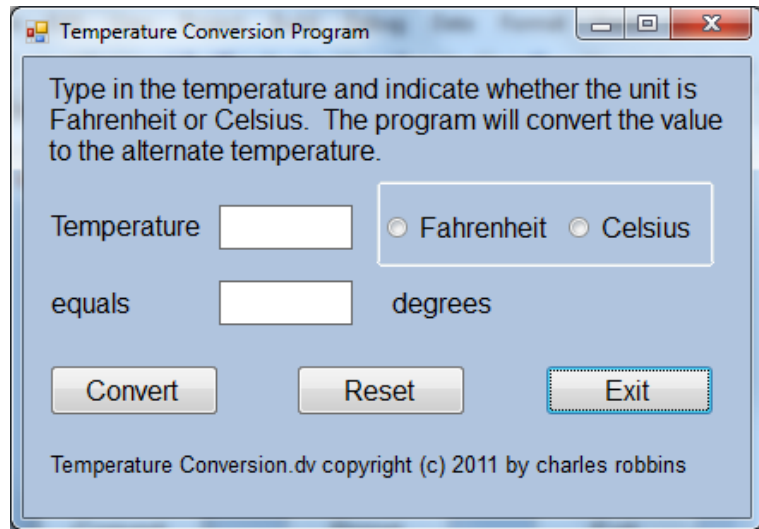 Temperature Conversion Program
Type in the temperature and indicate whether the unit is
Fahrenheit or Celsius. The program will convert the value
to the alternate temperature.
Temperature Fahrenheit Celsius
equals degrees
Convert Reset Exit
Temperature Conversion.dv copyright (c) 2011 by charles robbins